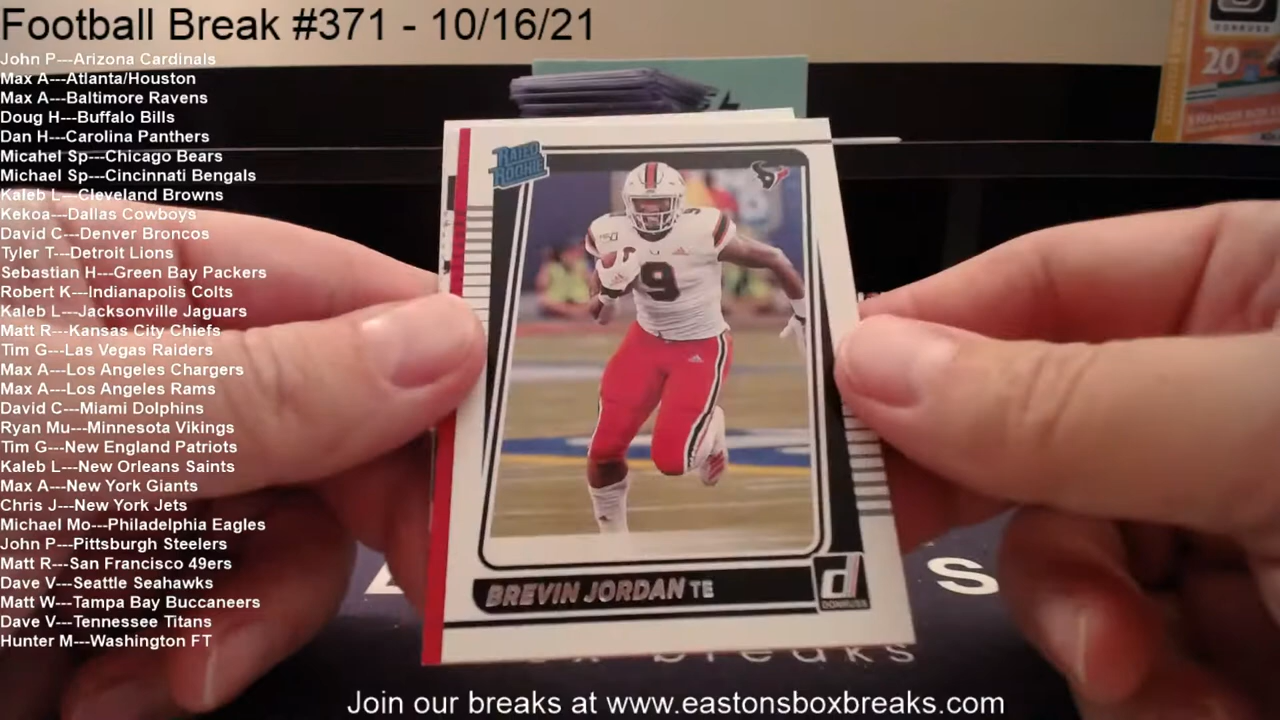 Football Break #371 - 10/16/21
John P---Arizona Cardinals
Max A---Atlanta/Houston
Max A---Baltimore Ravens
Doug H---Buffalo Bills
Dan H---Carolina Panthers
Micahel Sp---Chicago Bears
Michael Sp---Cincinnati Bengals
Kaleb L---Cleveland Browns
Kekoa---Dallas Cowboys
David C---Denver Broncos
Tyler T---Detroit Lions
Sebastian H---Green Bay Packers
Robert K---Indianapolis Colts
Kaleb L---Jacksonville Jaguars
Matt R---Kansas City Chiefs
Tim G---Las Vegas Raiders
Max A---Los Angeles Chargers
Max A---Los Angeles Rams
David C---Miami Dolphins
Ryan Mu---Minnesota Vikings
Tim G---New England Patriots
Kaleb L---New Orleans Saints
Max A---New York Giants
Chris J---New York Jets
Michael Mo---Philadelphia Eagles
John P---Pittsburgh Steelers
Matt R---San Francisco 49ers
Dave V---Seattle Seahawks
Matt W---Tampa Bay Buccaneers
Dave V---Tennessee Titans
Hunter M---Washington FT
RATED
ROOKIE
9
BREVIN JORDAN TE
d
DONRUSS
DONRUSS
20
S
breaks
Join our breaks at www.eastonsboxbreaks.com